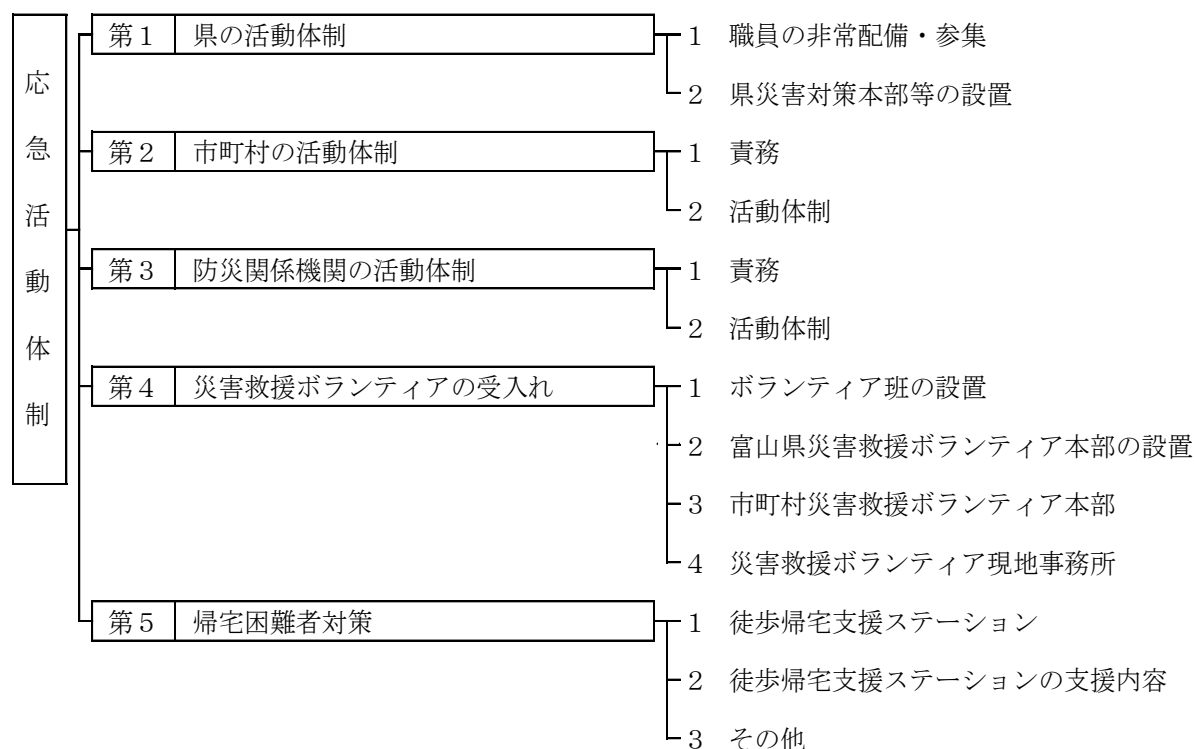 応急活動体制
第１　県の活動体制
１　職員の非常配備・参集
２　県災害対策本部等の設置
第２　市町村の活動体制
１　責務
２　活動体制
第３　防災関係機関の活動体制
１　責務
２　活動体制
第４　災害救援ボランティアの受入れ
１　ボランティア班の設置
２　富山県災害救援ボランティア本部の設置
３　市町村災害救援ボランティア本部
４　災害救援ボランティア現地事務所
第５　帰宅困難者対策
１　徒歩帰宅支援ステーション
２　徒歩帰宅支援ステーションの支援内容
３　その他